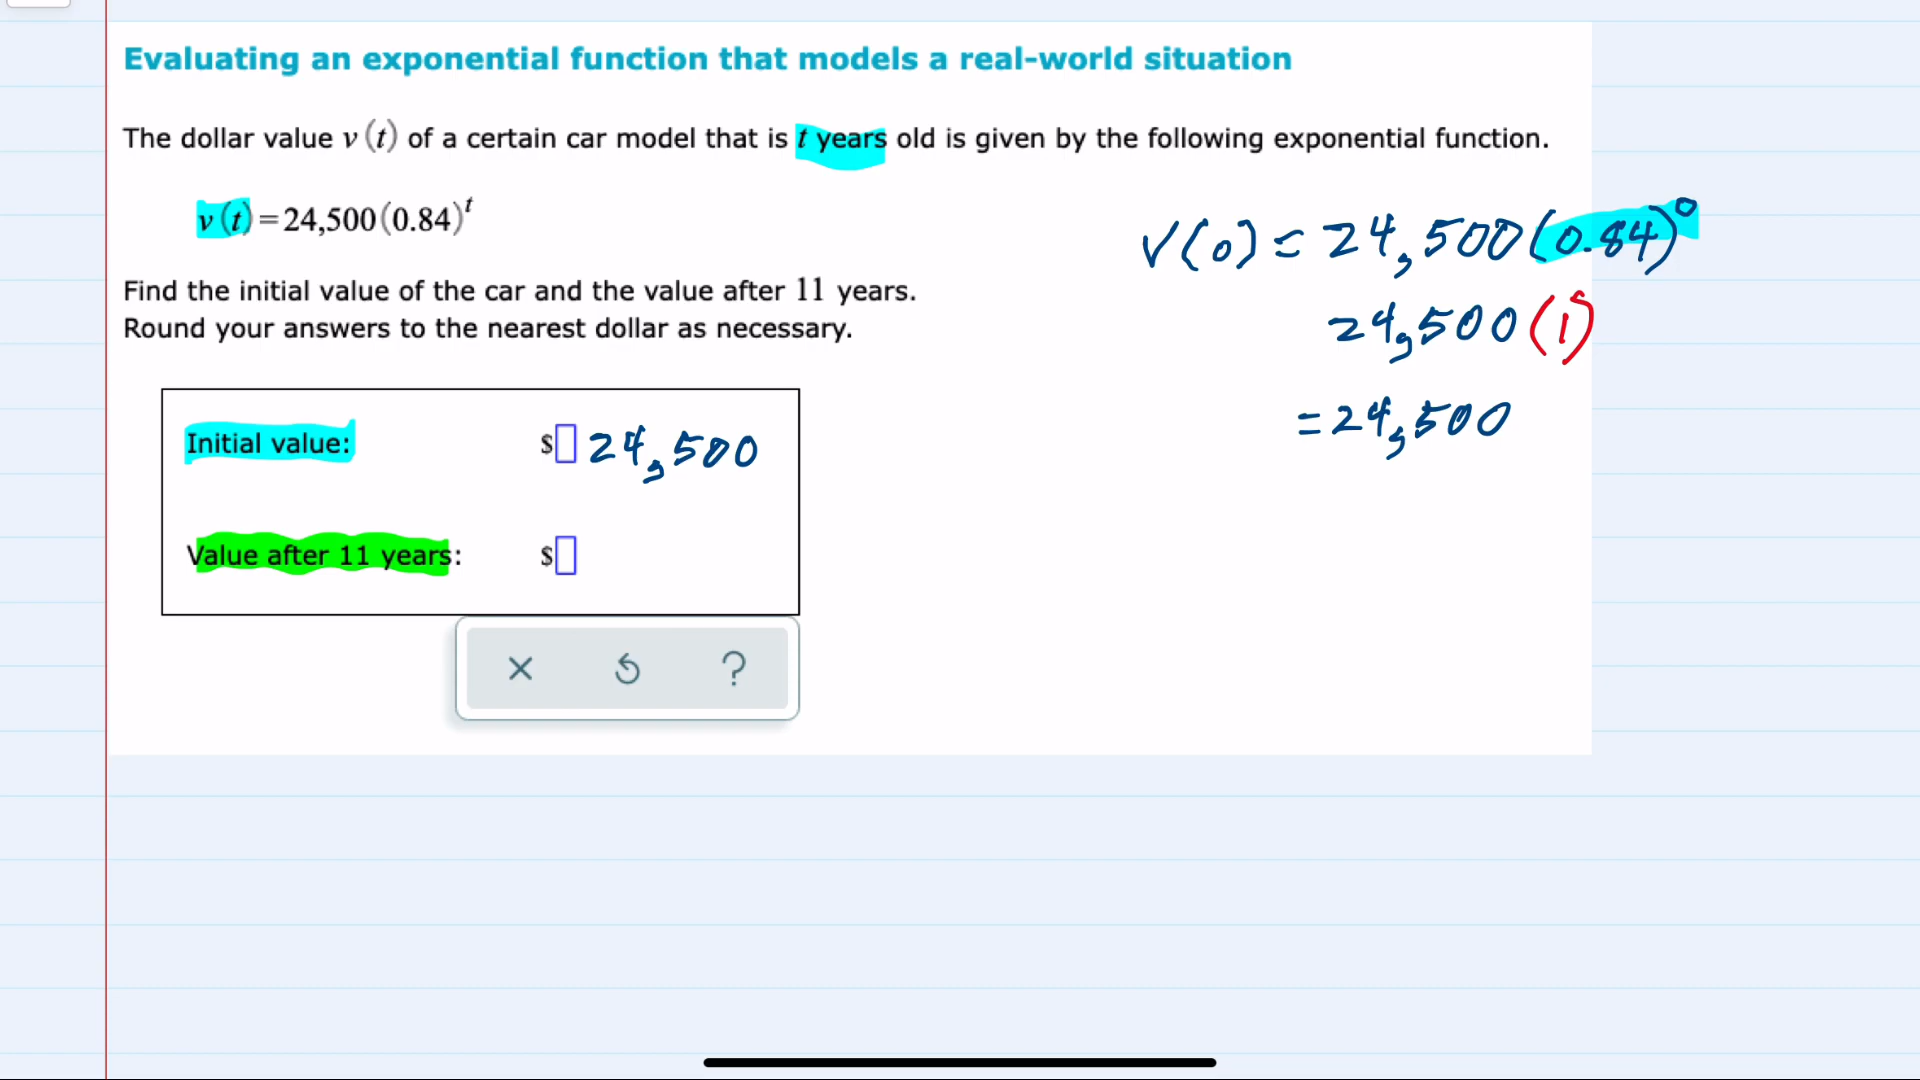 Evaluating an exponential function that models a real-world situation
The dollar value v(t) of a certain car model that is t years old is given by the following exponential function.
v(t)=24,500(0.84)^t
Find the initial value of the car and the value after 11 years.
Round your answers to the nearest dollar as necessary.
Initial value: $ 24,500
Value after 11 years: $
× ?
v(0) = 24,500(0.84)^0
24,500(1)
=24,500